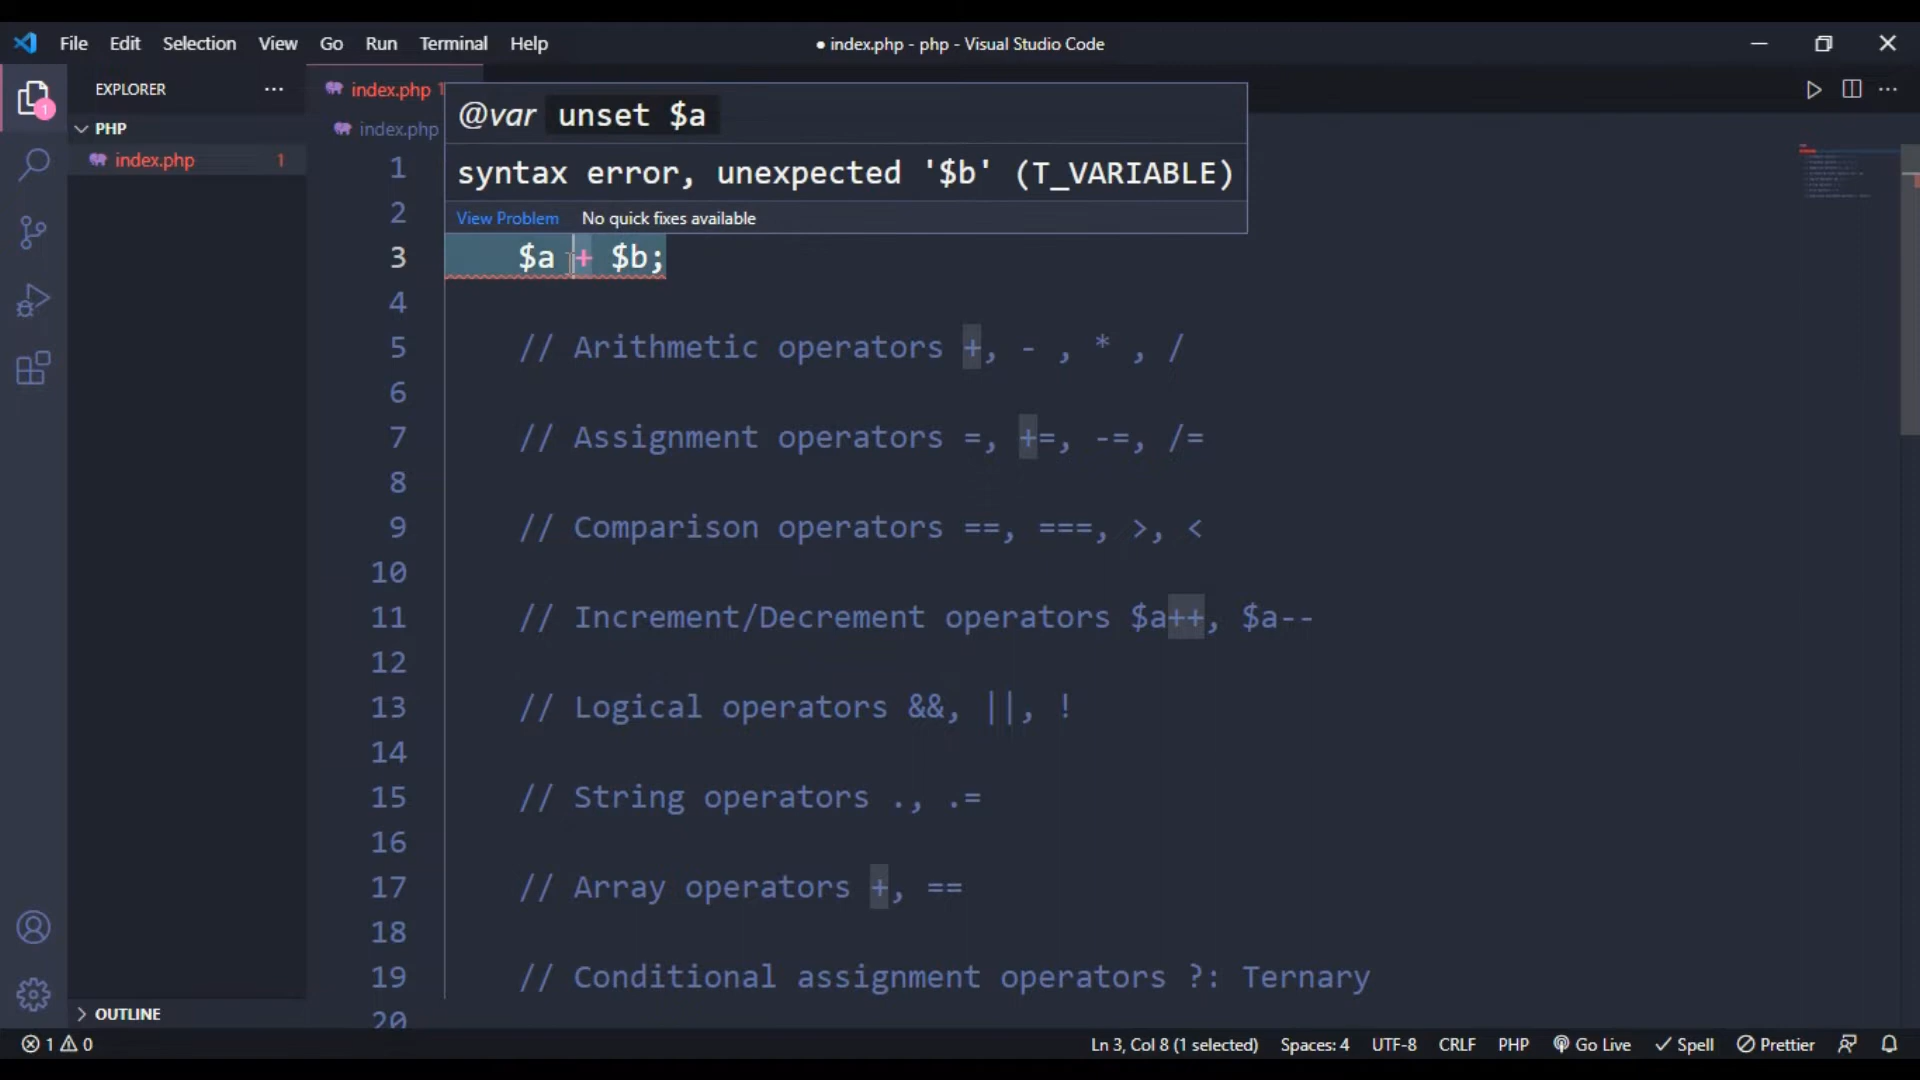 File Edit Selection View Go Run Terminal Help
● index.php - php - Visual Studio Code
EXPLORER
PHP
index.php 1
OUTLINE
1
index.php 1
index.php
@var unset $a
syntax error, unexpected '$b' (T_VARIABLE)
View Problem No quick fixes available
1
2
3 $a + $b;
4
5 // Arithmetic operators +, - , * , /
6
7 // Assignment operators =, +=, -=, /=
8
9 // Comparison operators ==, ===, >, <
10
11 // Increment/Decrement operators $a++, $a--
12
13 // Logical operators &&, ||, !
14
15 // String operators ., .=
16
17 // Array operators +, ==
18
19 // Conditional assignment operators ?: Ternary
20
1 0
Ln 3, Col 8 (1 selected) Spaces: 4 UTF-8 CRLF PHP Go Live Spell Prettier